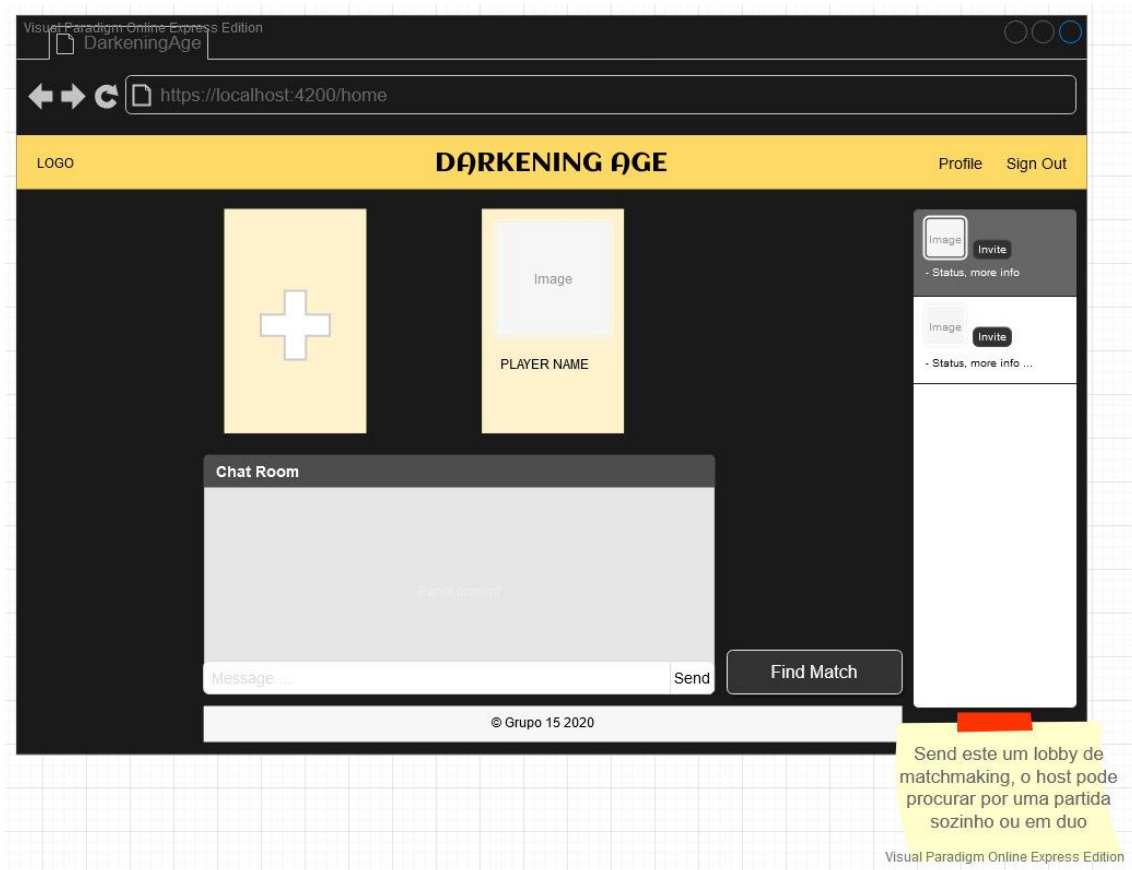 Visual Paradigm Online Express Edition
DarkeningAge
https://localhost:4200/home
LOGO
DARKENING AGE
Profile
Sign Out
Image
Invite
- Status, more info
Image
PLAYER NAME
Image
Invite
- Status, more info ...
Chat Room
Panel content
Message ...
Send
Find Match
© Grupo 15 2020
Send este um lobby de
matchmaking, o host pode
procurar por uma partida
sozinho ou em duo
Visual Paradigm Online Express Edition